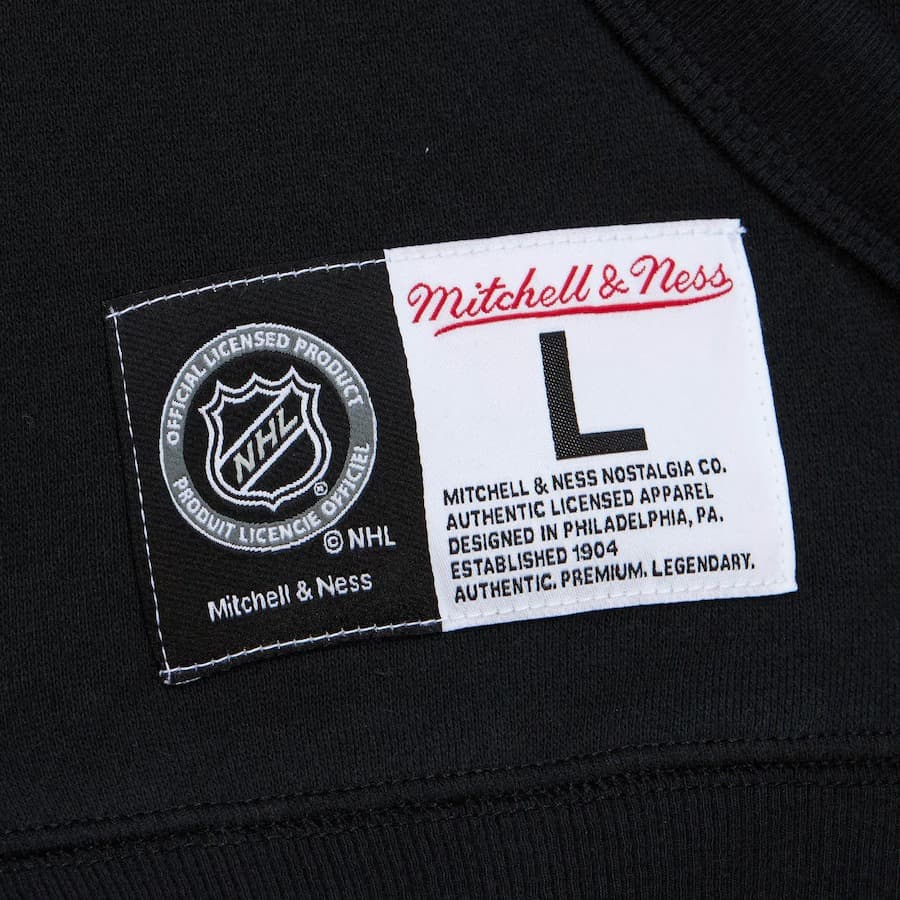 OFFICIAL LICENSED PRODUCT
NHL
®
PRODUIT LICENCIE OFFICIEL
© NHL
Mitchell & Ness
Mitchell & Ness
L
MITCHELL & NESS NOSTALGIA CO.
AUTHENTIC LICENSED APPAREL
DESIGNED IN PHILADELPHIA, PA.
ESTABLISHED 1904
AUTHENTIC. PREMIUM. LEGENDARY.